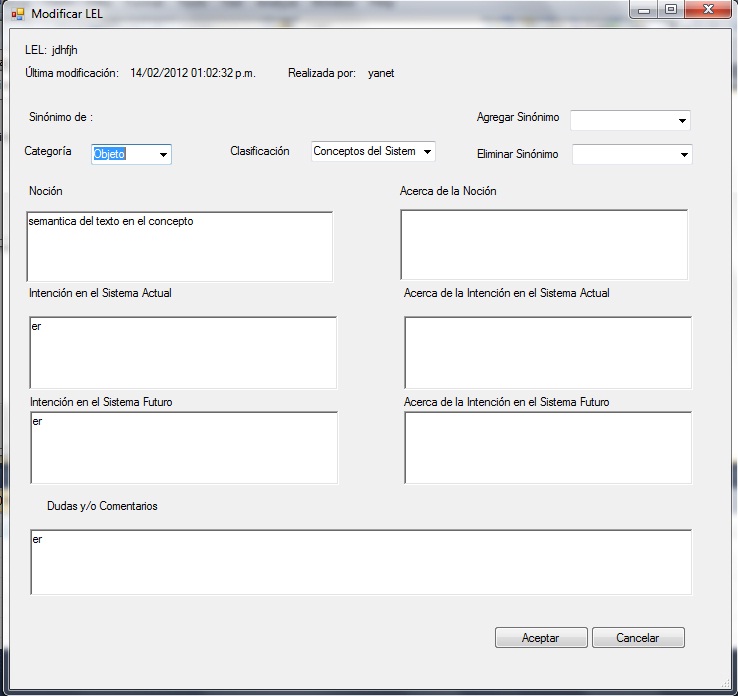 Modificar LEL
LEL: jdhfjh
Última modificación: 14/02/2012 01:02:32 p.m. Realizada por: yanet
Sinónimo de : Agregar Sinónimo
Categoría Objeto Clasificación Conceptos del Sistem Eliminar Sinónimo
Noción Acerca de la Noción
semantica del texto en el concepto
Intención en el Sistema Actual Acerca de la Intención en el Sistema Actual
er
Intención en el Sistema Futuro Acerca de la Intención en el Sistema Futuro
er
Dudas y/o Comentarios
er
Aceptar Cancelar